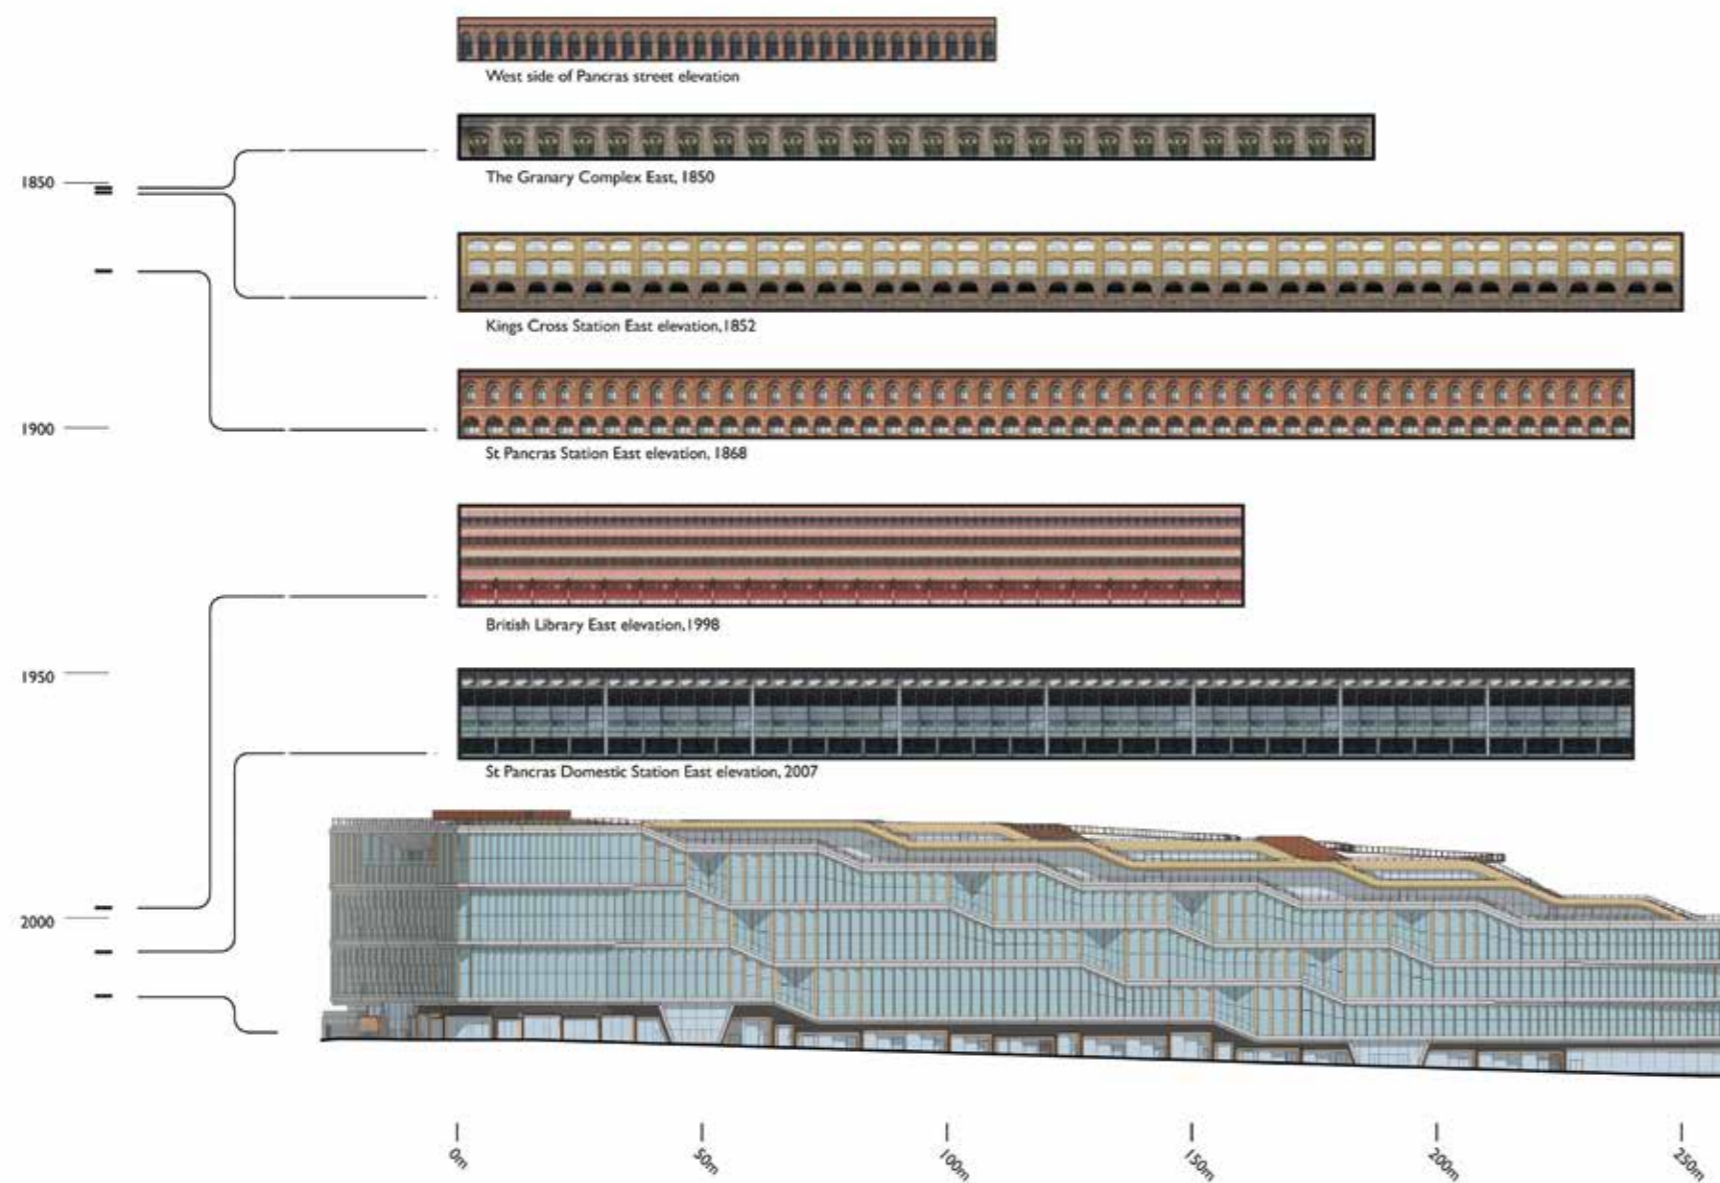 West side of Pancras street elevation
The Granary Complex East, 1850
1850
Kings Cross Station East elevation,1852
1900
St Pancras Station East elevation, 1868
British Library East elevation,1998
1950
St Pancras Domestic Station East elevation, 2007
2000
0m
50m
100m
150m
200m
250m